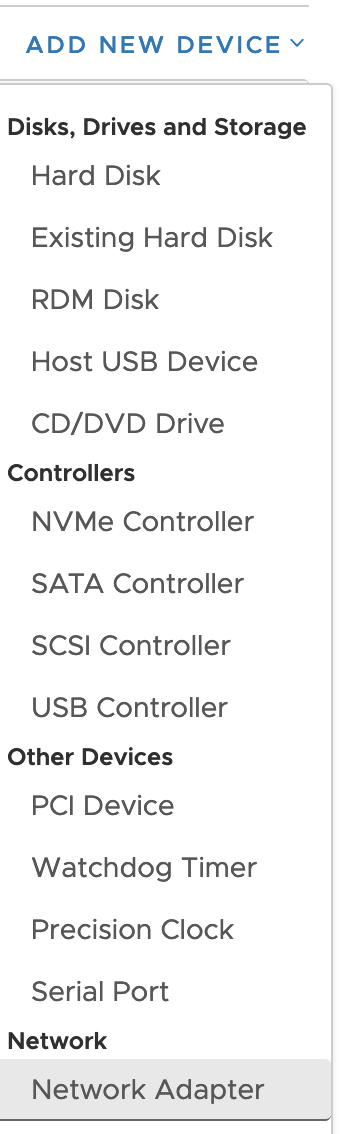 ADD NEW DEVICE
Disks, Drives and Storage
Hard Disk
Existing Hard Disk
RDM Disk
Host USB Device
CD/DVD Drive
Controllers
NVMe Controller
SATA Controller
SCSI Controller
USB Controller
Other Devices
PCI Device
Watchdog Timer
Precision Clock
Serial Port
Network
Network Adapter